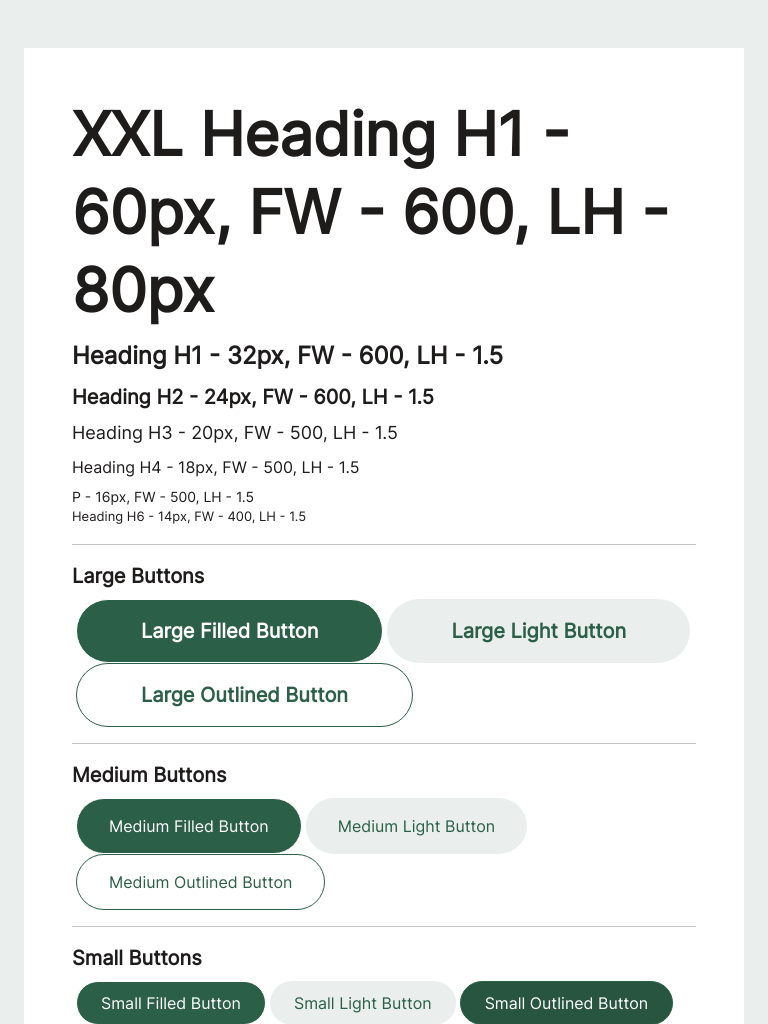 XXL Heading H1 -
60px, FW - 600, LH -
80px
Heading H1 - 32px, FW - 600, LH - 1.5
Heading H2 - 24px, FW - 600, LH - 1.5
Heading H3 - 20px, FW - 500, LH - 1.5
Heading H4 - 18px, FW - 500, LH - 1.5
P - 16px, FW - 500, LH - 1.5
Heading H6 - 14px, FW - 400, LH - 1.5
Large Buttons
Large Filled Button
Large Light Button
Large Outlined Button
Medium Buttons
Medium Filled Button
Medium Light Button
Medium Outlined Button
Small Buttons
Small Filled Button
Small Light Button
Small Outlined Button